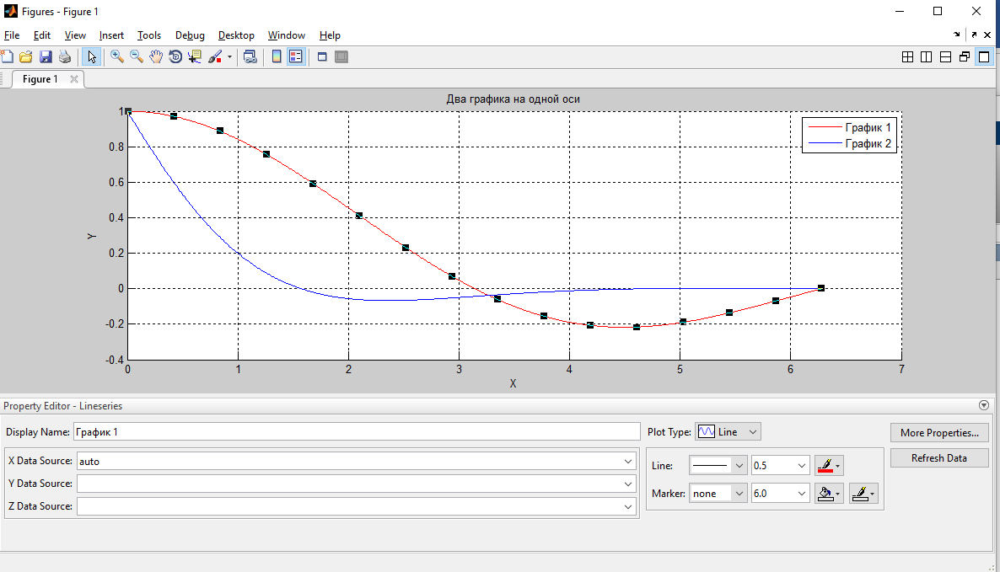 Figures - Figure 1
File Edit View Insert Tools Debug Desktop Window Help
Figure 1
Два графика на одной оси
1
0.8
0.6
0.4
0.2
0
-0.2
-0.4
Y
График 1
График 2
0 1 2 3 4 5 6 7
X
Property Editor - Lineseries
Display Name: График 1
Plot Type: Line
More Properties...
X Data Source: auto
Line: 0.5
Refresh Data
Y Data Source:
Marker: none 6.0
Z Data Source: